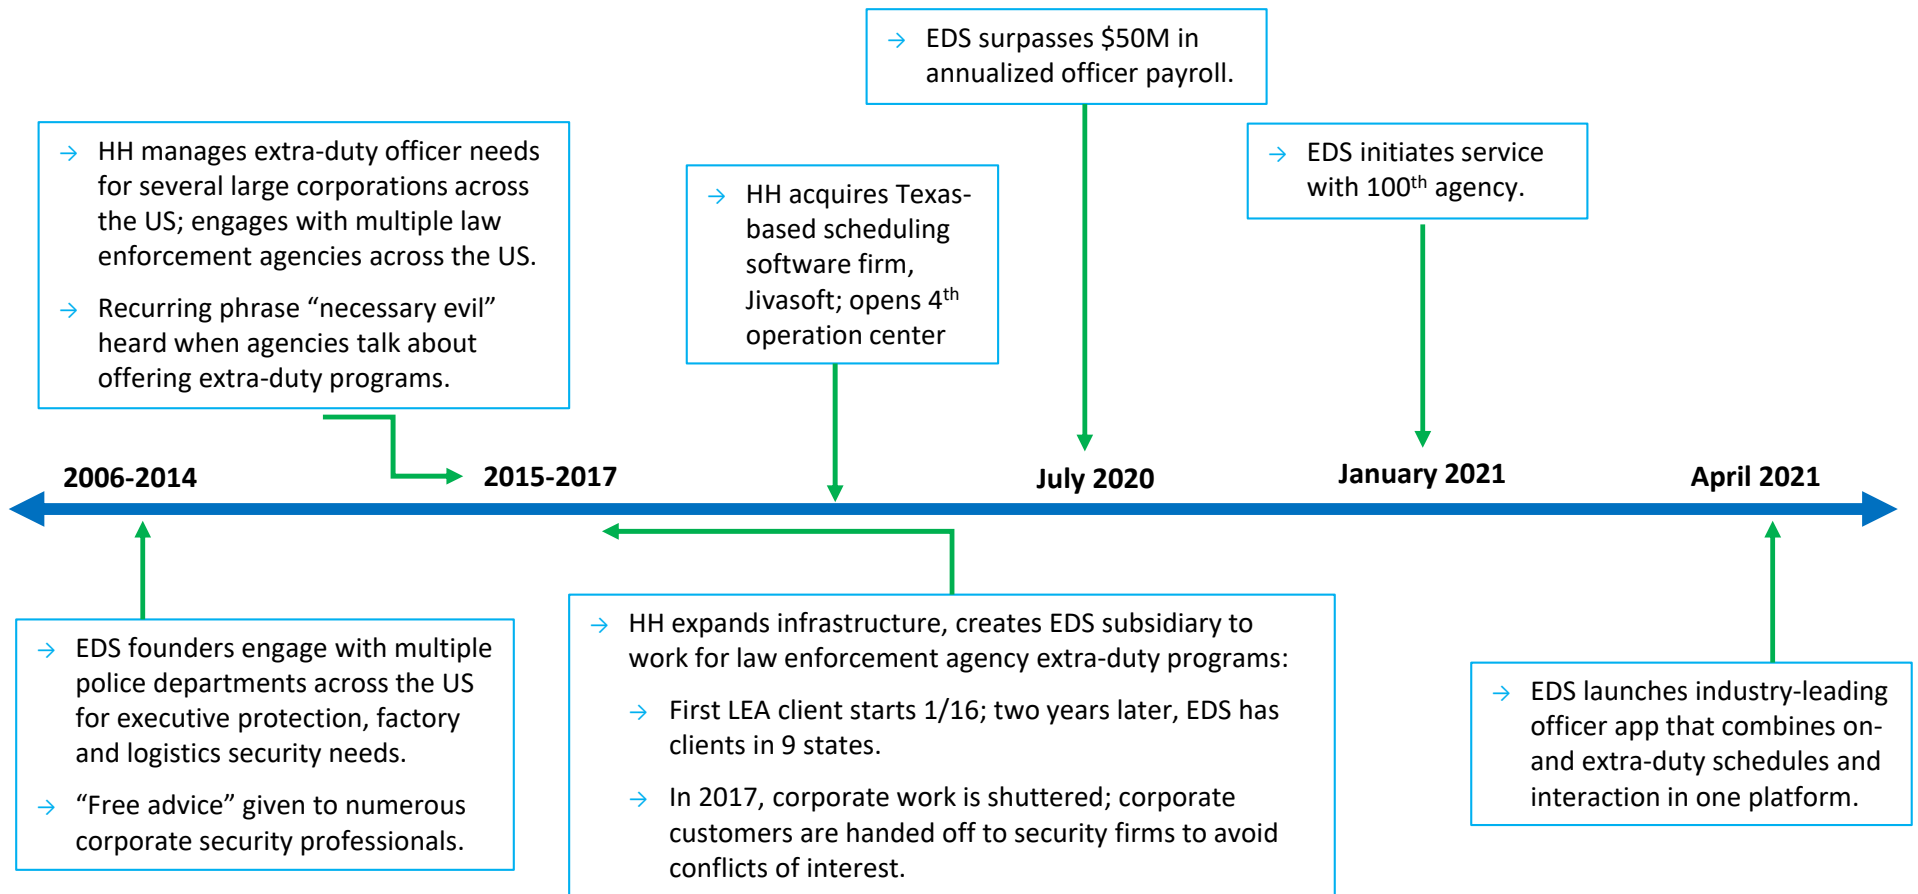 → EDS surpasses $50M in
annualized officer payroll.
→ HH manages extra-duty officer needs
for several large corporations across
the US; engages with multiple law
enforcement agencies across the US.
→ Recurring phrase “necessary evil”
heard when agencies talk about
offering extra-duty programs.
→ HH acquires Texas-
based scheduling
software firm,
Jivasoft; opens 4th
operation center
→ EDS initiates service
with 100th agency.
2006-2014
2015-2017
July 2020
January 2021
April 2021
→ EDS founders engage with multiple
police departments across the US
for executive protection, factory
and logistics security needs.
→ “Free advice” given to numerous
corporate security professionals.
→ HH expands infrastructure, creates EDS subsidiary to
work for law enforcement agency extra-duty programs:
→ First LEA client starts 1/16; two years later, EDS has
clients in 9 states.
→ In 2017, corporate work is shuttered; corporate
customers are handed off to security firms to avoid
conflicts of interest.
→ EDS launches industry-leading
officer app that combines on-
and extra-duty schedules and
interaction in one platform.